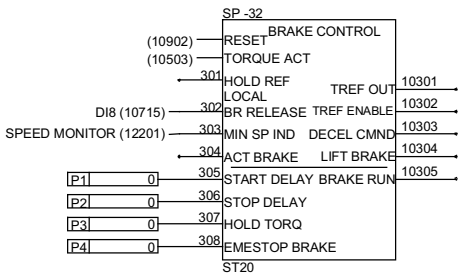 SP -32
BRAKE CONTROL
(10902) RESET
(10503) TORQUE ACT
301 HOLD REF TREF OUT 10301
LOCAL
DI8 (10715) 302 BR RELEASE TREF ENABLE 10302
SPEED MONITOR (12201) 303 MIN SP IND DECEL CMND 10303
304 ACT BRAKE LIFT BRAKE 10304
P1 0 305 START DELAY BRAKE RUN 10305
P2 0 306 STOP DELAY
P3 0 307 HOLD TORQ
P4 0 308 EMESTOP BRAKE
ST20